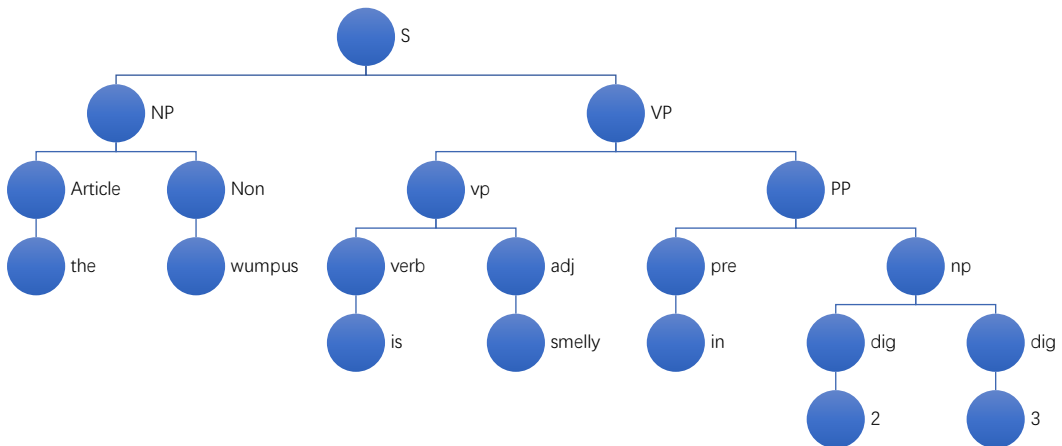 S
NP
VP
Article
Non
vp
PP
the
wumpus
verb
adj
pre
np
is
smelly
in
dig
dig
2
3